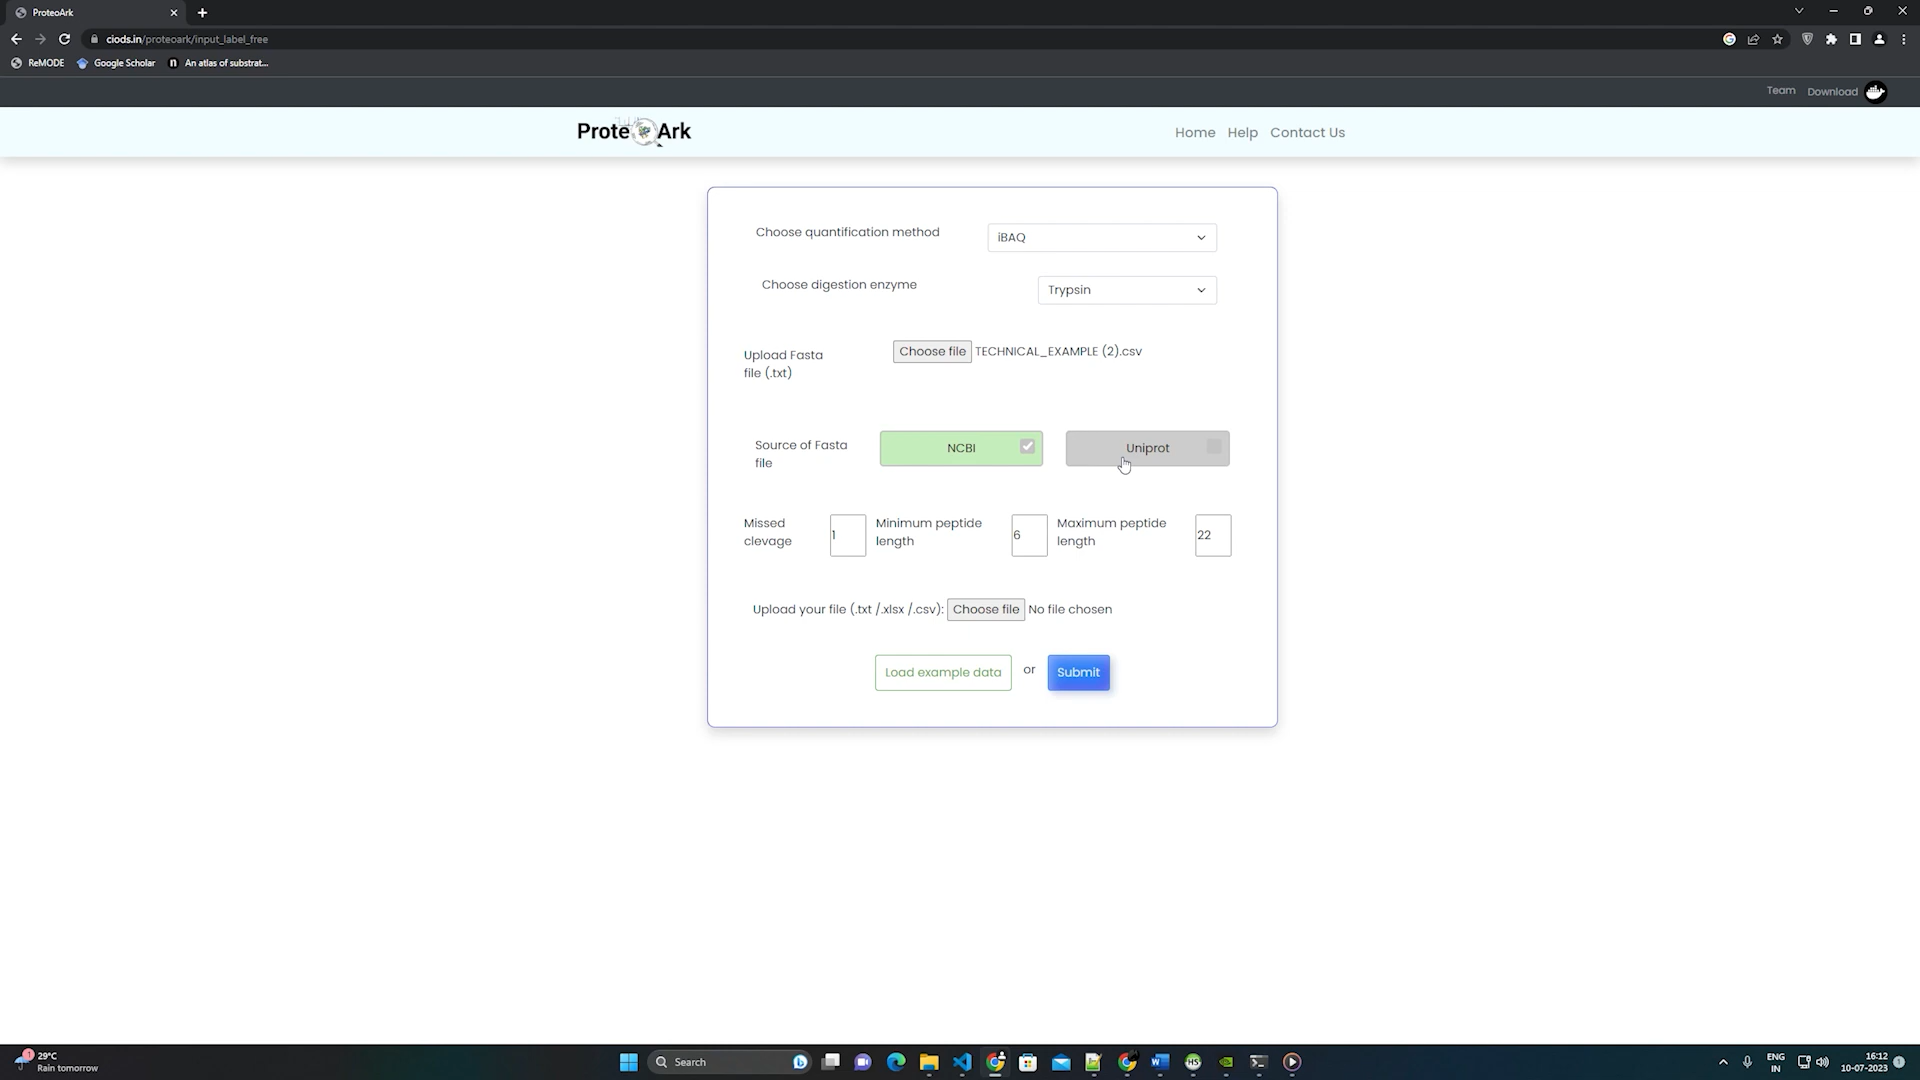 ProteoArk
ciods.in/proteoark/input_label_free
ReMODE Google Scholar An atlas of substrat...
Team Download
Prote Ark
Home Help Contact Us
Choose quantification method iBAQ
Choose digestion enzyme Trypsin
Upload Fasta
file (.txt)
Choose file TECHNICAL_EXAMPLE (2).csv
Source of Fasta
file
NCBI Uniprot
Missed
clevage
1
Minimum peptide
length
6
Maximum peptide
length
22
Upload your file (.txt /.xlsx /.csv): Choose file No file chosen
Load example data or Submit
29°C
Rain tomorrow
Search
ENG
IN
16:12
10-07-2023